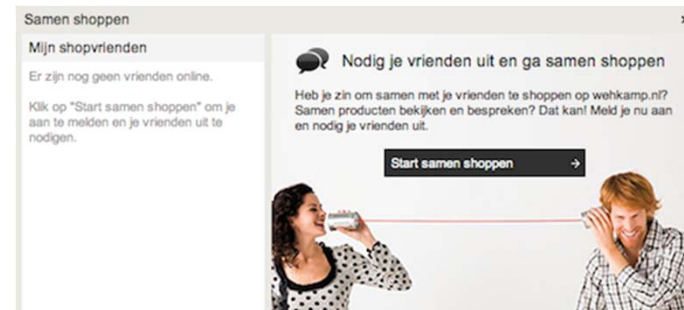 Samen shoppen
Mijn shopvrienden
Er zijn nog geen vrienden online.
Klik op "Start samen shoppen" om je
aan te melden en je vrienden uit te
nodigen.
Nodig je vrienden uit en ga samen shoppen
Heb je zin om samen met je vrienden te shoppen op wehkamp.nl?
Samen producten bekijken en bespreken? Dat kan! Meld je nu aan
en nodig je vrienden uit.
Start samen shoppen →